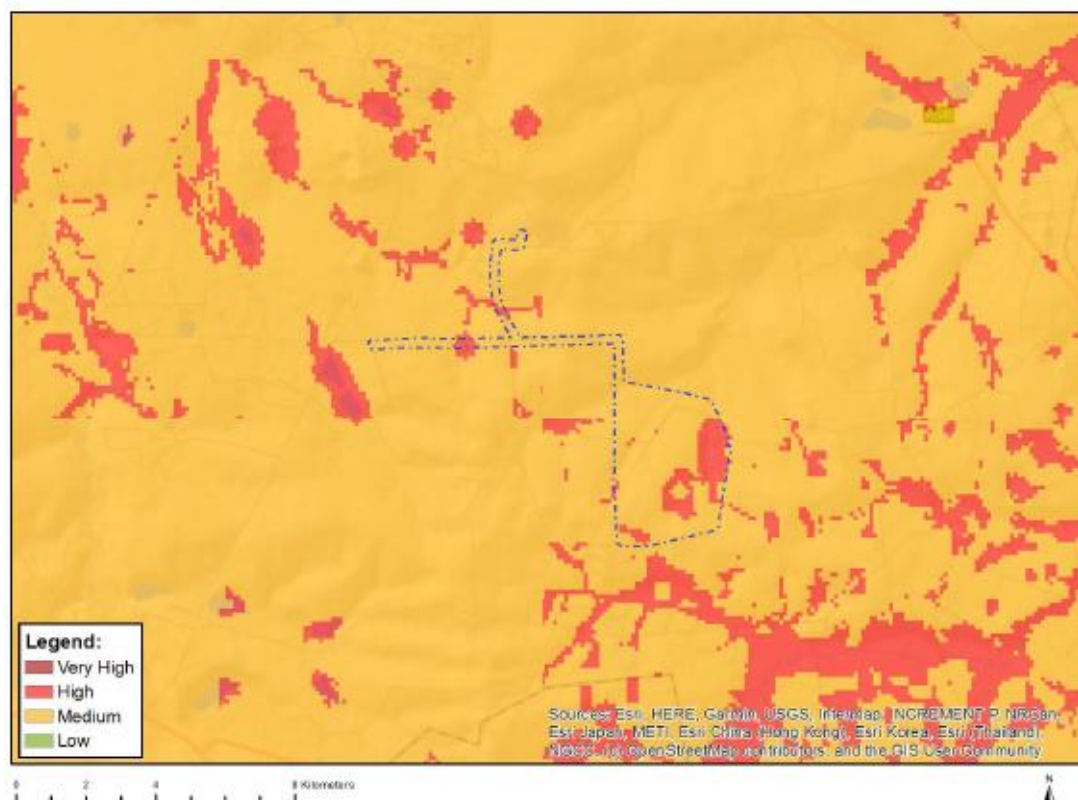 Legend:
Very High
High
Medium
Low
Sources: Esri, HERE, Garmin, USGS, Intermap, INCREMENT P, NRCan,
Esri Japan, METI, Esri China (Hong Kong), Esri Korea, Esri (Thailand),
NGCC, (c) OpenStreetMap contributors, and the GIS User Community
0 2 4 8 Kilometers
N